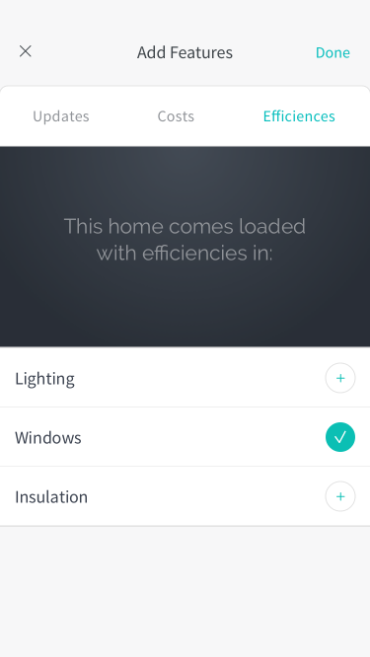 Add Features
Done
Updates
Costs
Efficiences
This home comes loaded
with efficiencies in:
Lighting
Windows
Insulation